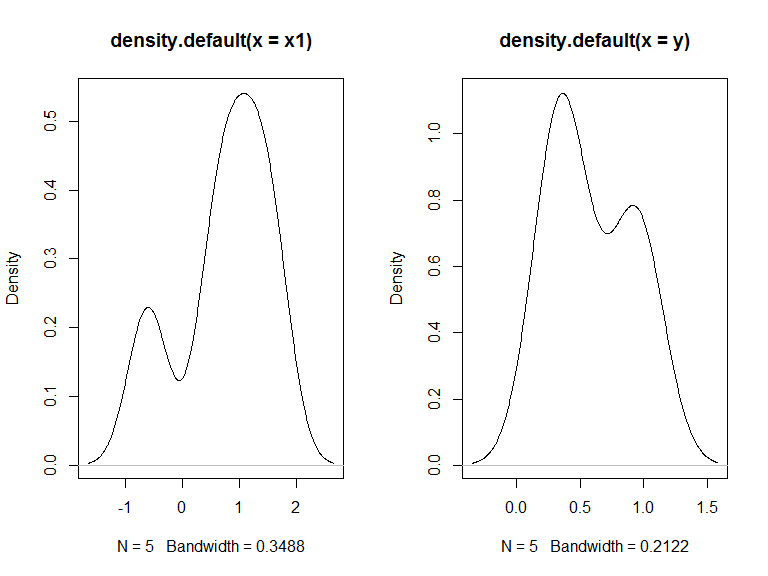 density.default(x = x1)
Density
0.0 0.1 0.2 0.3 0.4 0.5
-1 0 1 2
N = 5 Bandwidth = 0.3488
density.default(x = y)
Density
0.0 0.2 0.4 0.6 0.8 1.0
0.0 0.5 1.0 1.5
N = 5 Bandwidth = 0.2122